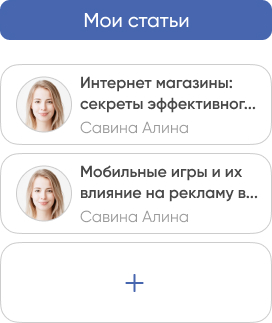 Мои статьи
Интернет магазины:
секреты эффективног...
Савина Алина
Мобильные игры и их
влияние на рекламу в...
Савина Алина
+